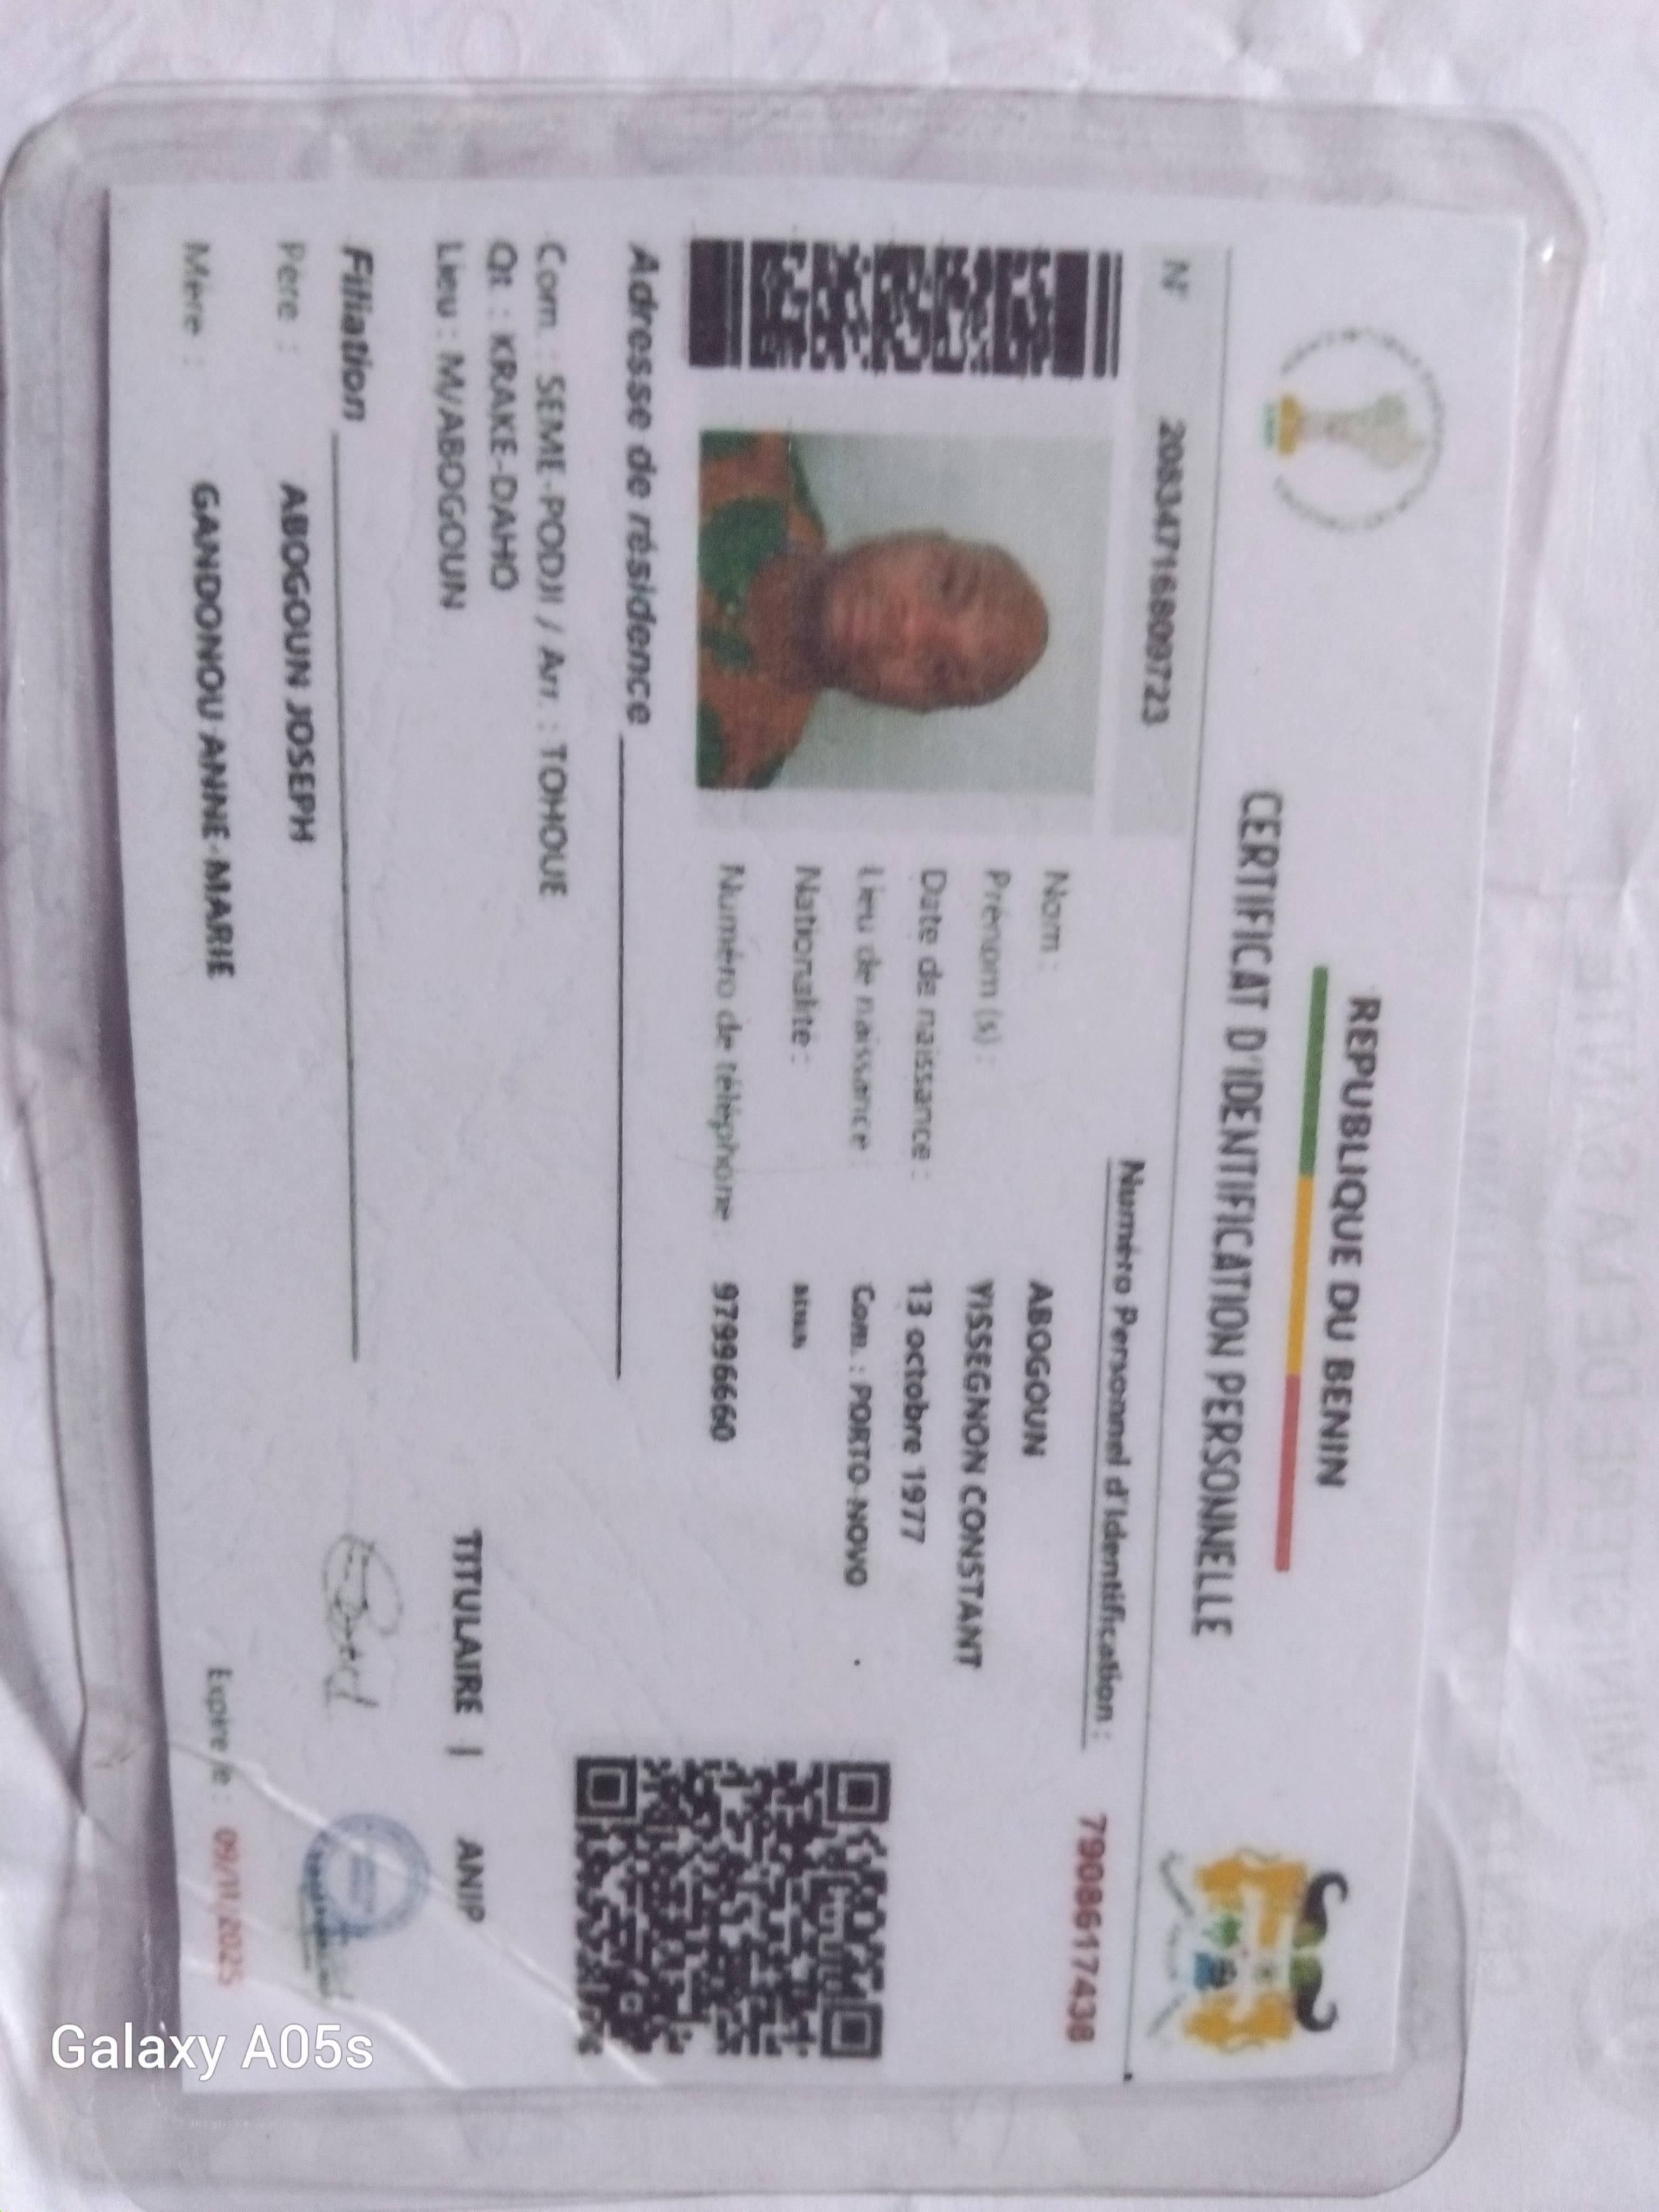 REPUBLIQUE DU BENIN
CERTIFICAT D'IDENTIFICATION PERSONNELLE
N° 208347168099723
Numéro Personnel d'Identification : 7908617438
Nom : ABOGOUN
Prénom (s) : VISSEGNON CONSTANT
Date de naissance : 13 octobre 1977
Lieu de naissance : Com. : PORTO-NOVO
Nationalité :
Numéro de téléphone : 97996660
Adresse de résidence
Com. : SEME-PODJI / Arr. : TOHOUE
Qt : KRAKE-DAHO
Lieu : M/ABOGOUN
TITULAIRE | ANIP
Filiation
Père : ABOGOUN JOSEPH
Mère : GANDONOU ANNE-MARIE
Expire le : 09/11/2025
Galaxy A05s